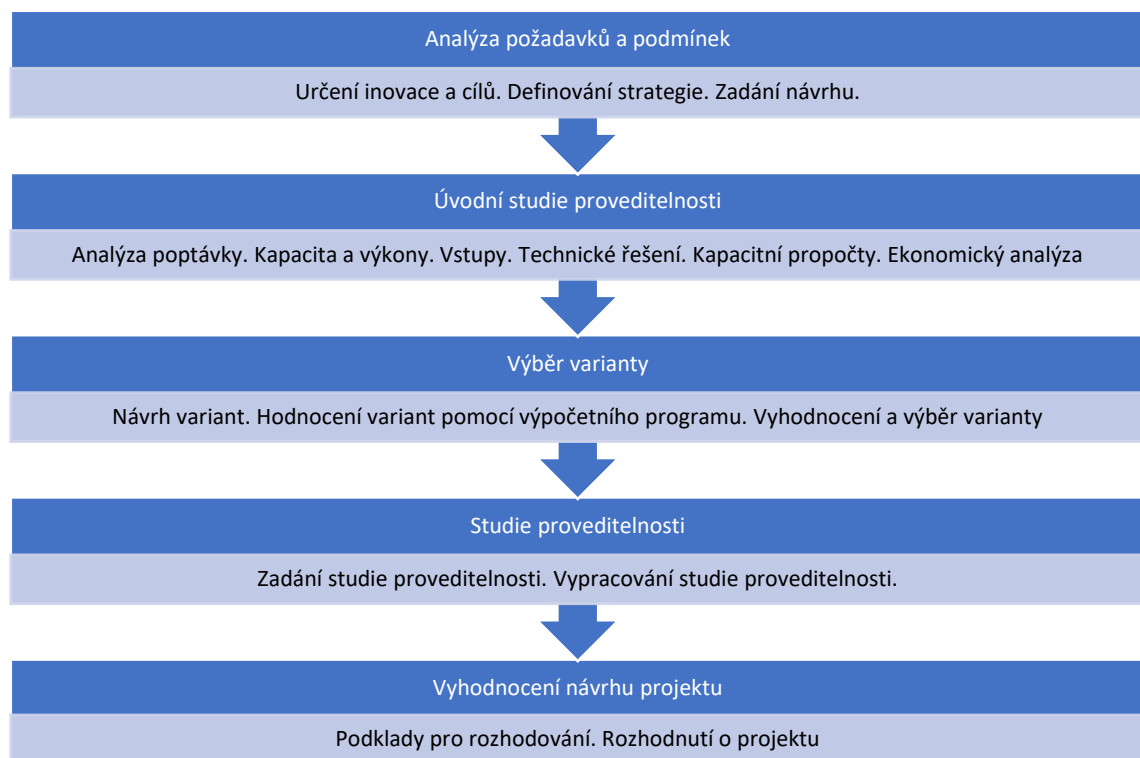 Analýza požadavků a podmínek
Určení inovace a cílů. Definování strategie. Zadání návrhu.
Úvodní studie proveditelnosti
Analýza poptávky. Kapacita a výkony. Vstupy. Technické řešení. Kapacitní propočty. Ekonomický analýza
Výběr varianty
Návrh variant. Hodnocení variant pomocí výpočetního programu. Vyhodnocení a výběr varianty
Studie proveditelnosti
Zadání studie proveditelnosti. Vypracování studie proveditelnosti.
Vyhodnocení návrhu projektu
Podklady pro rozhodování. Rozhodnutí o projektu